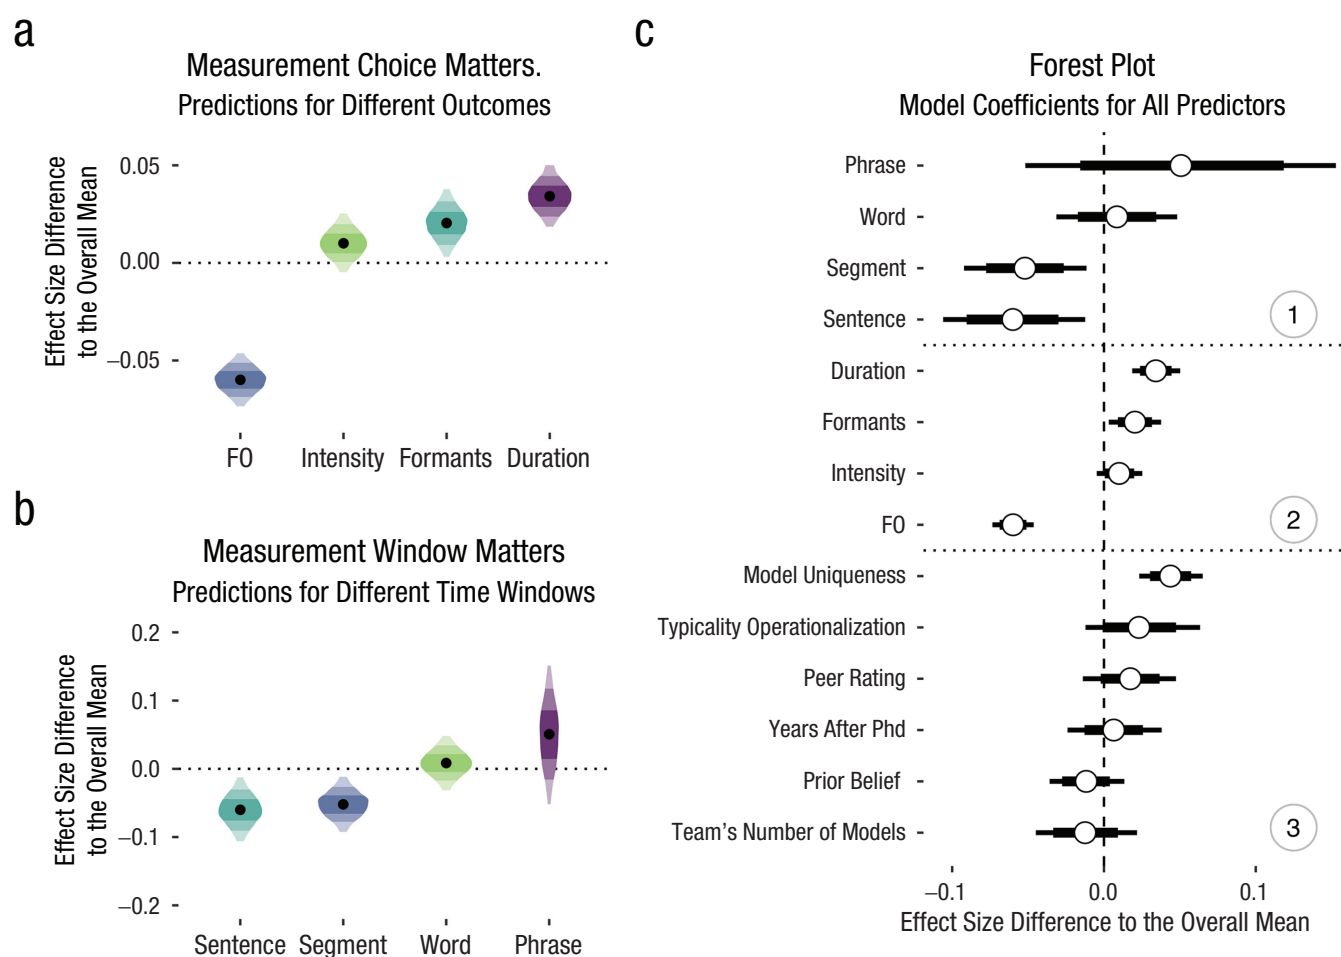 a
Measurement Choice Matters.
Predictions for Different Outcomes
Effect Size Difference
to the Overall Mean
0.05
0.00
−0.05
FO
Intensity
Formants
Duration
b
Measurement Window Matters
Predictions for Different Time Windows
Effect Size Difference
to the Overall Mean
0.2
0.1
0.0
−0.1
−0.2
Sentence
Segment
Word
Phrase
c
Forest Plot
Model Coefficients for All Predictors
Phrase
Word
Segment
Sentence
1
Duration
Formants
Intensity
FO
2
Model Uniqueness
Typicality Operationalization
Peer Rating
Years After Phd
Prior Belief
Team's Number of Models
3
−0.1
0.0
0.1
Effect Size Difference to the Overall Mean